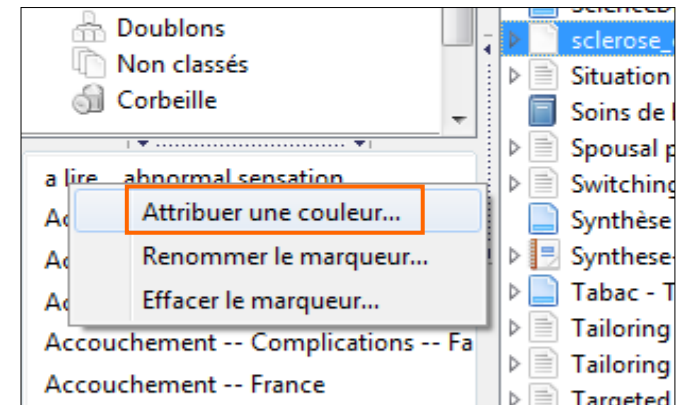 Doublons
Non classés
Corbeille
a lire abnormal sensation
Attribuer une couleur...
Renommer le marqueur...
Effacer le marqueur...
Accouchement -- Complications -- Fa
Accouchement -- France
sclerose_
Situation
Soins de
Spousal p
Switching
Synthèse
Synthese-
Tabac - T
Tailoring
Tailoring
Targeted